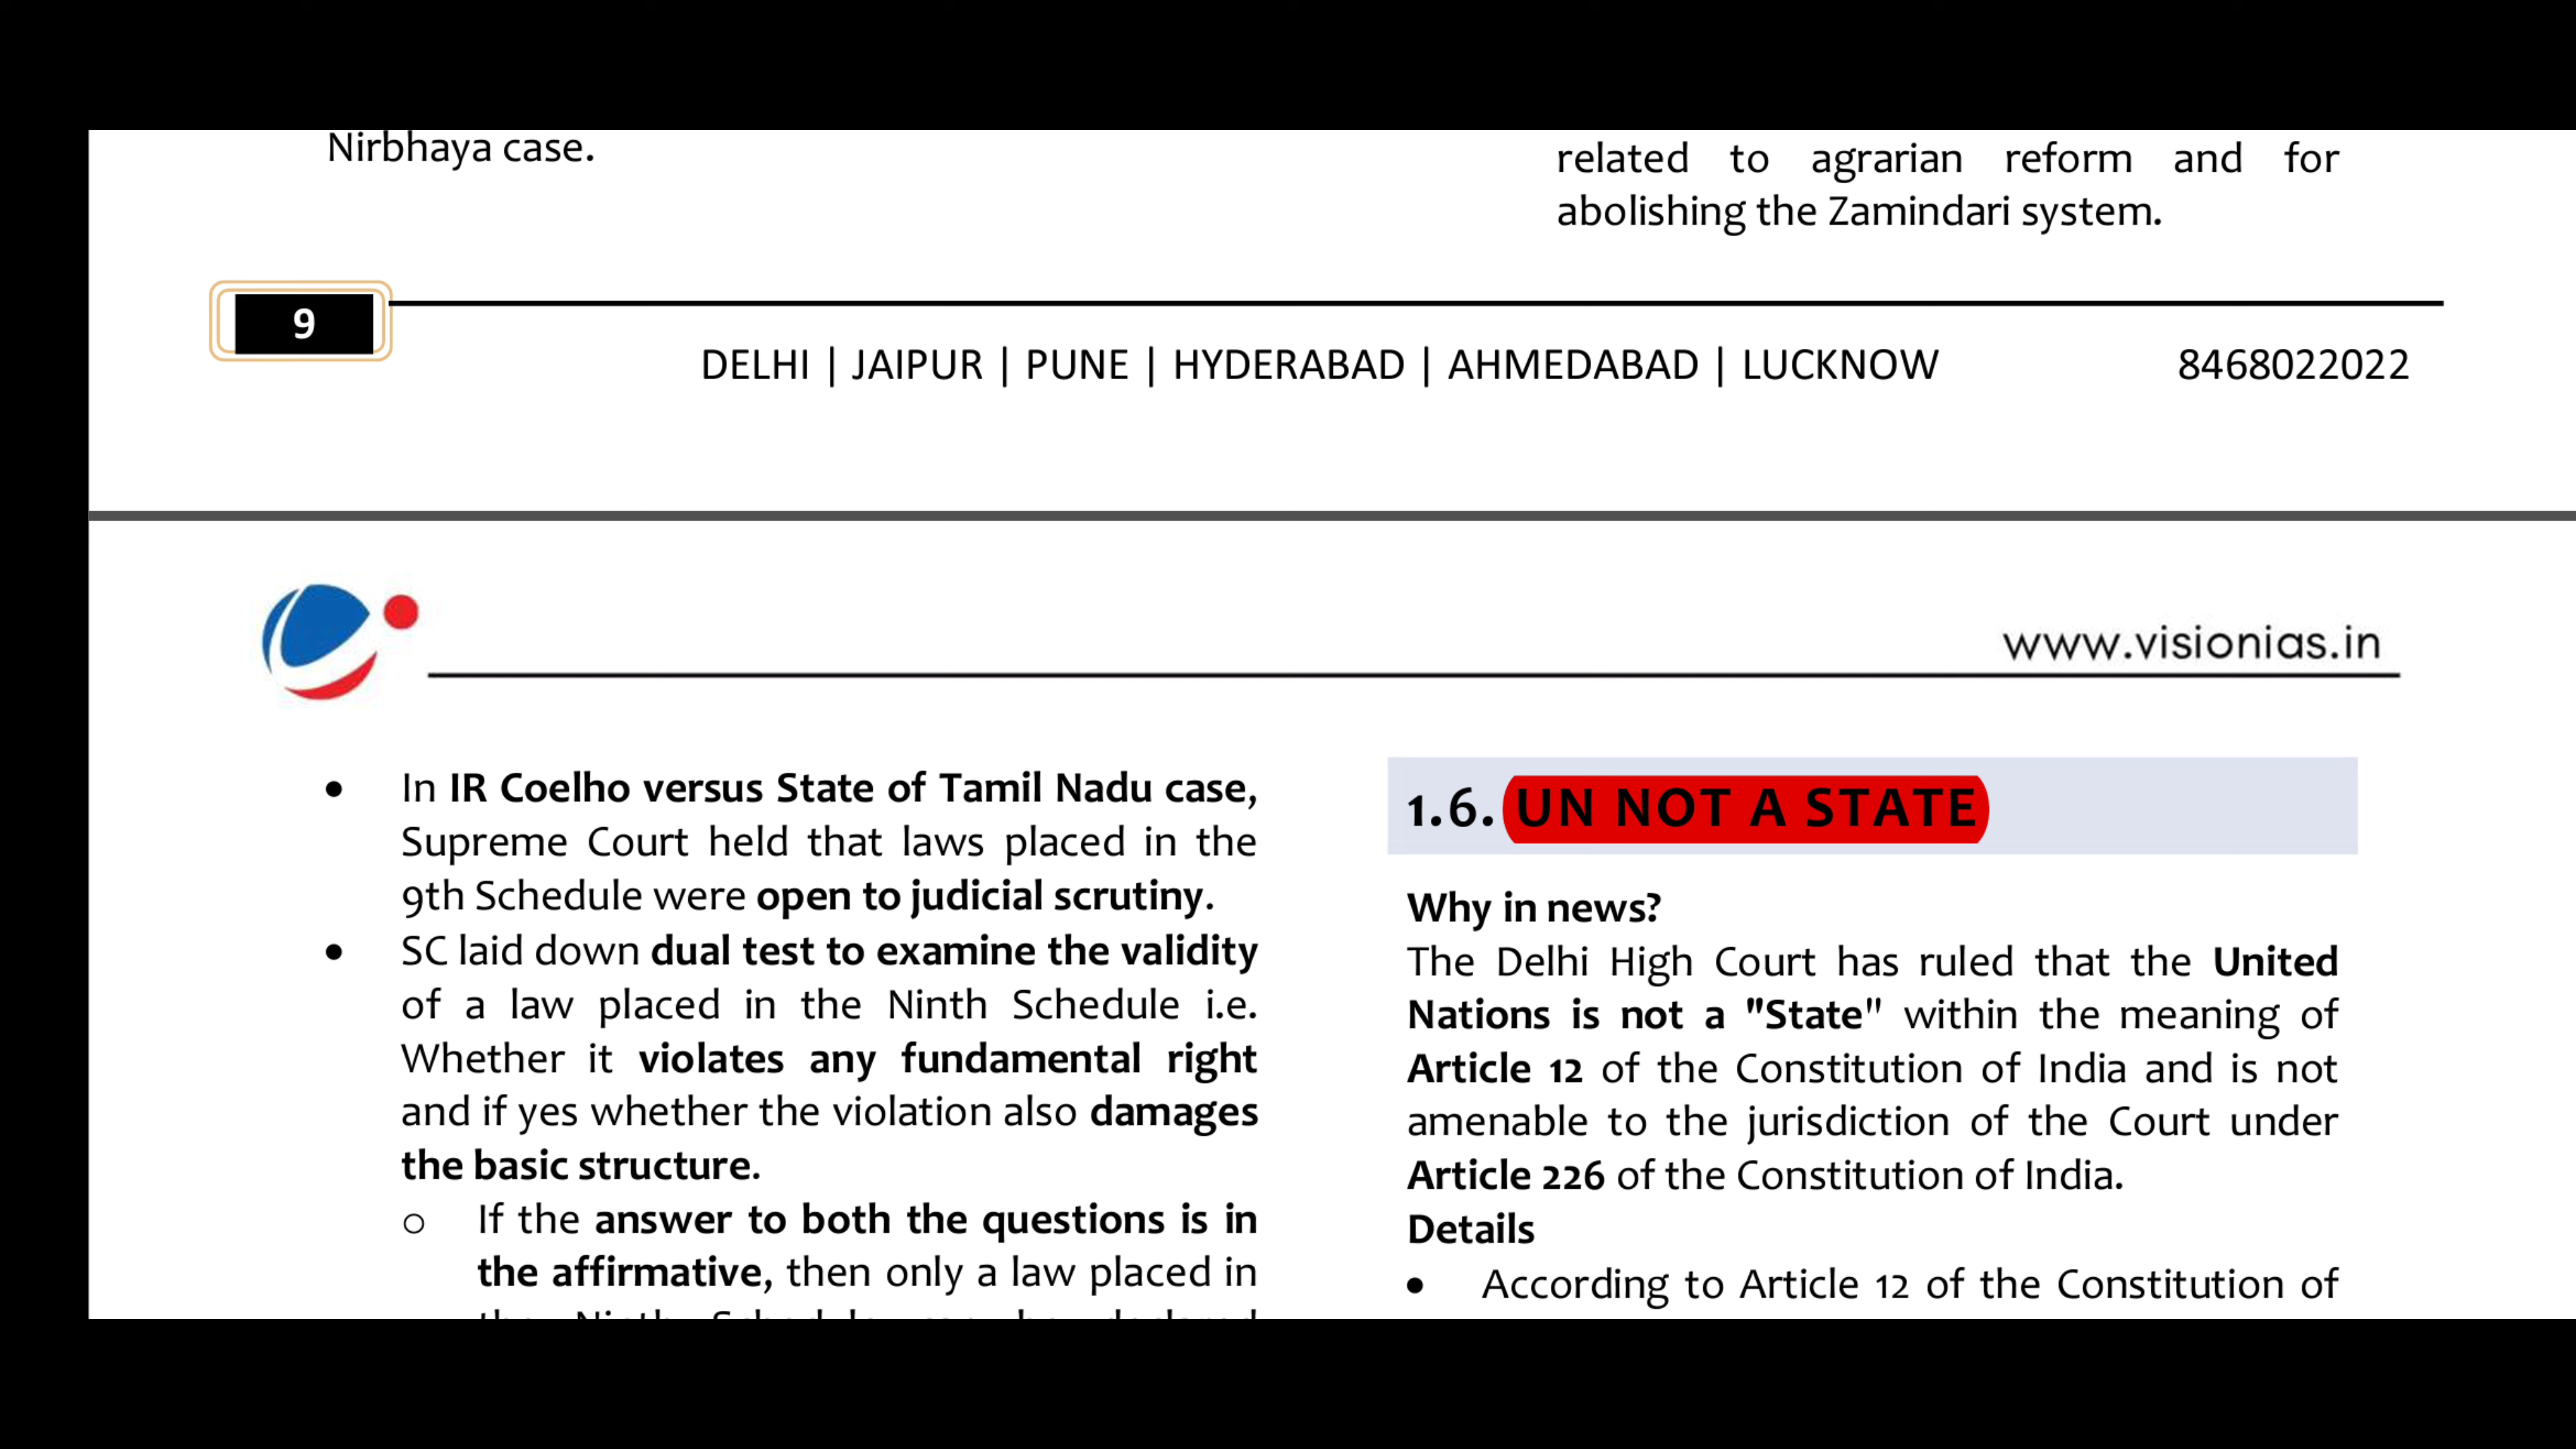 Nirbhaya case.
related to agrarian reform and for
abolishing the Zamindari system.
9
DELHI | JAIPUR | PUNE | HYDERABAD | AHMEDABAD | LUCKNOW 8468022022
www.visionias.in
• In IR Coelho versus State of Tamil Nadu case,
Supreme Court held that laws placed in the
9th Schedule were open to judicial scrutiny.
• SC laid down dual test to examine the validity
of a law placed in the Ninth Schedule i.e.
Whether it violates any fundamental right
and if yes whether the violation also damages
the basic structure.
o If the answer to both the questions is in
the affirmative, then only a law placed in
1.6. UN NOT A STATE
Why in news?
The Delhi High Court has ruled that the United
Nations is not a "State" within the meaning of
Article 12 of the Constitution of India and is not
amenable to the jurisdiction of the Court under
Article 226 of the Constitution of India.
Details
• According to Article 12 of the Constitution of